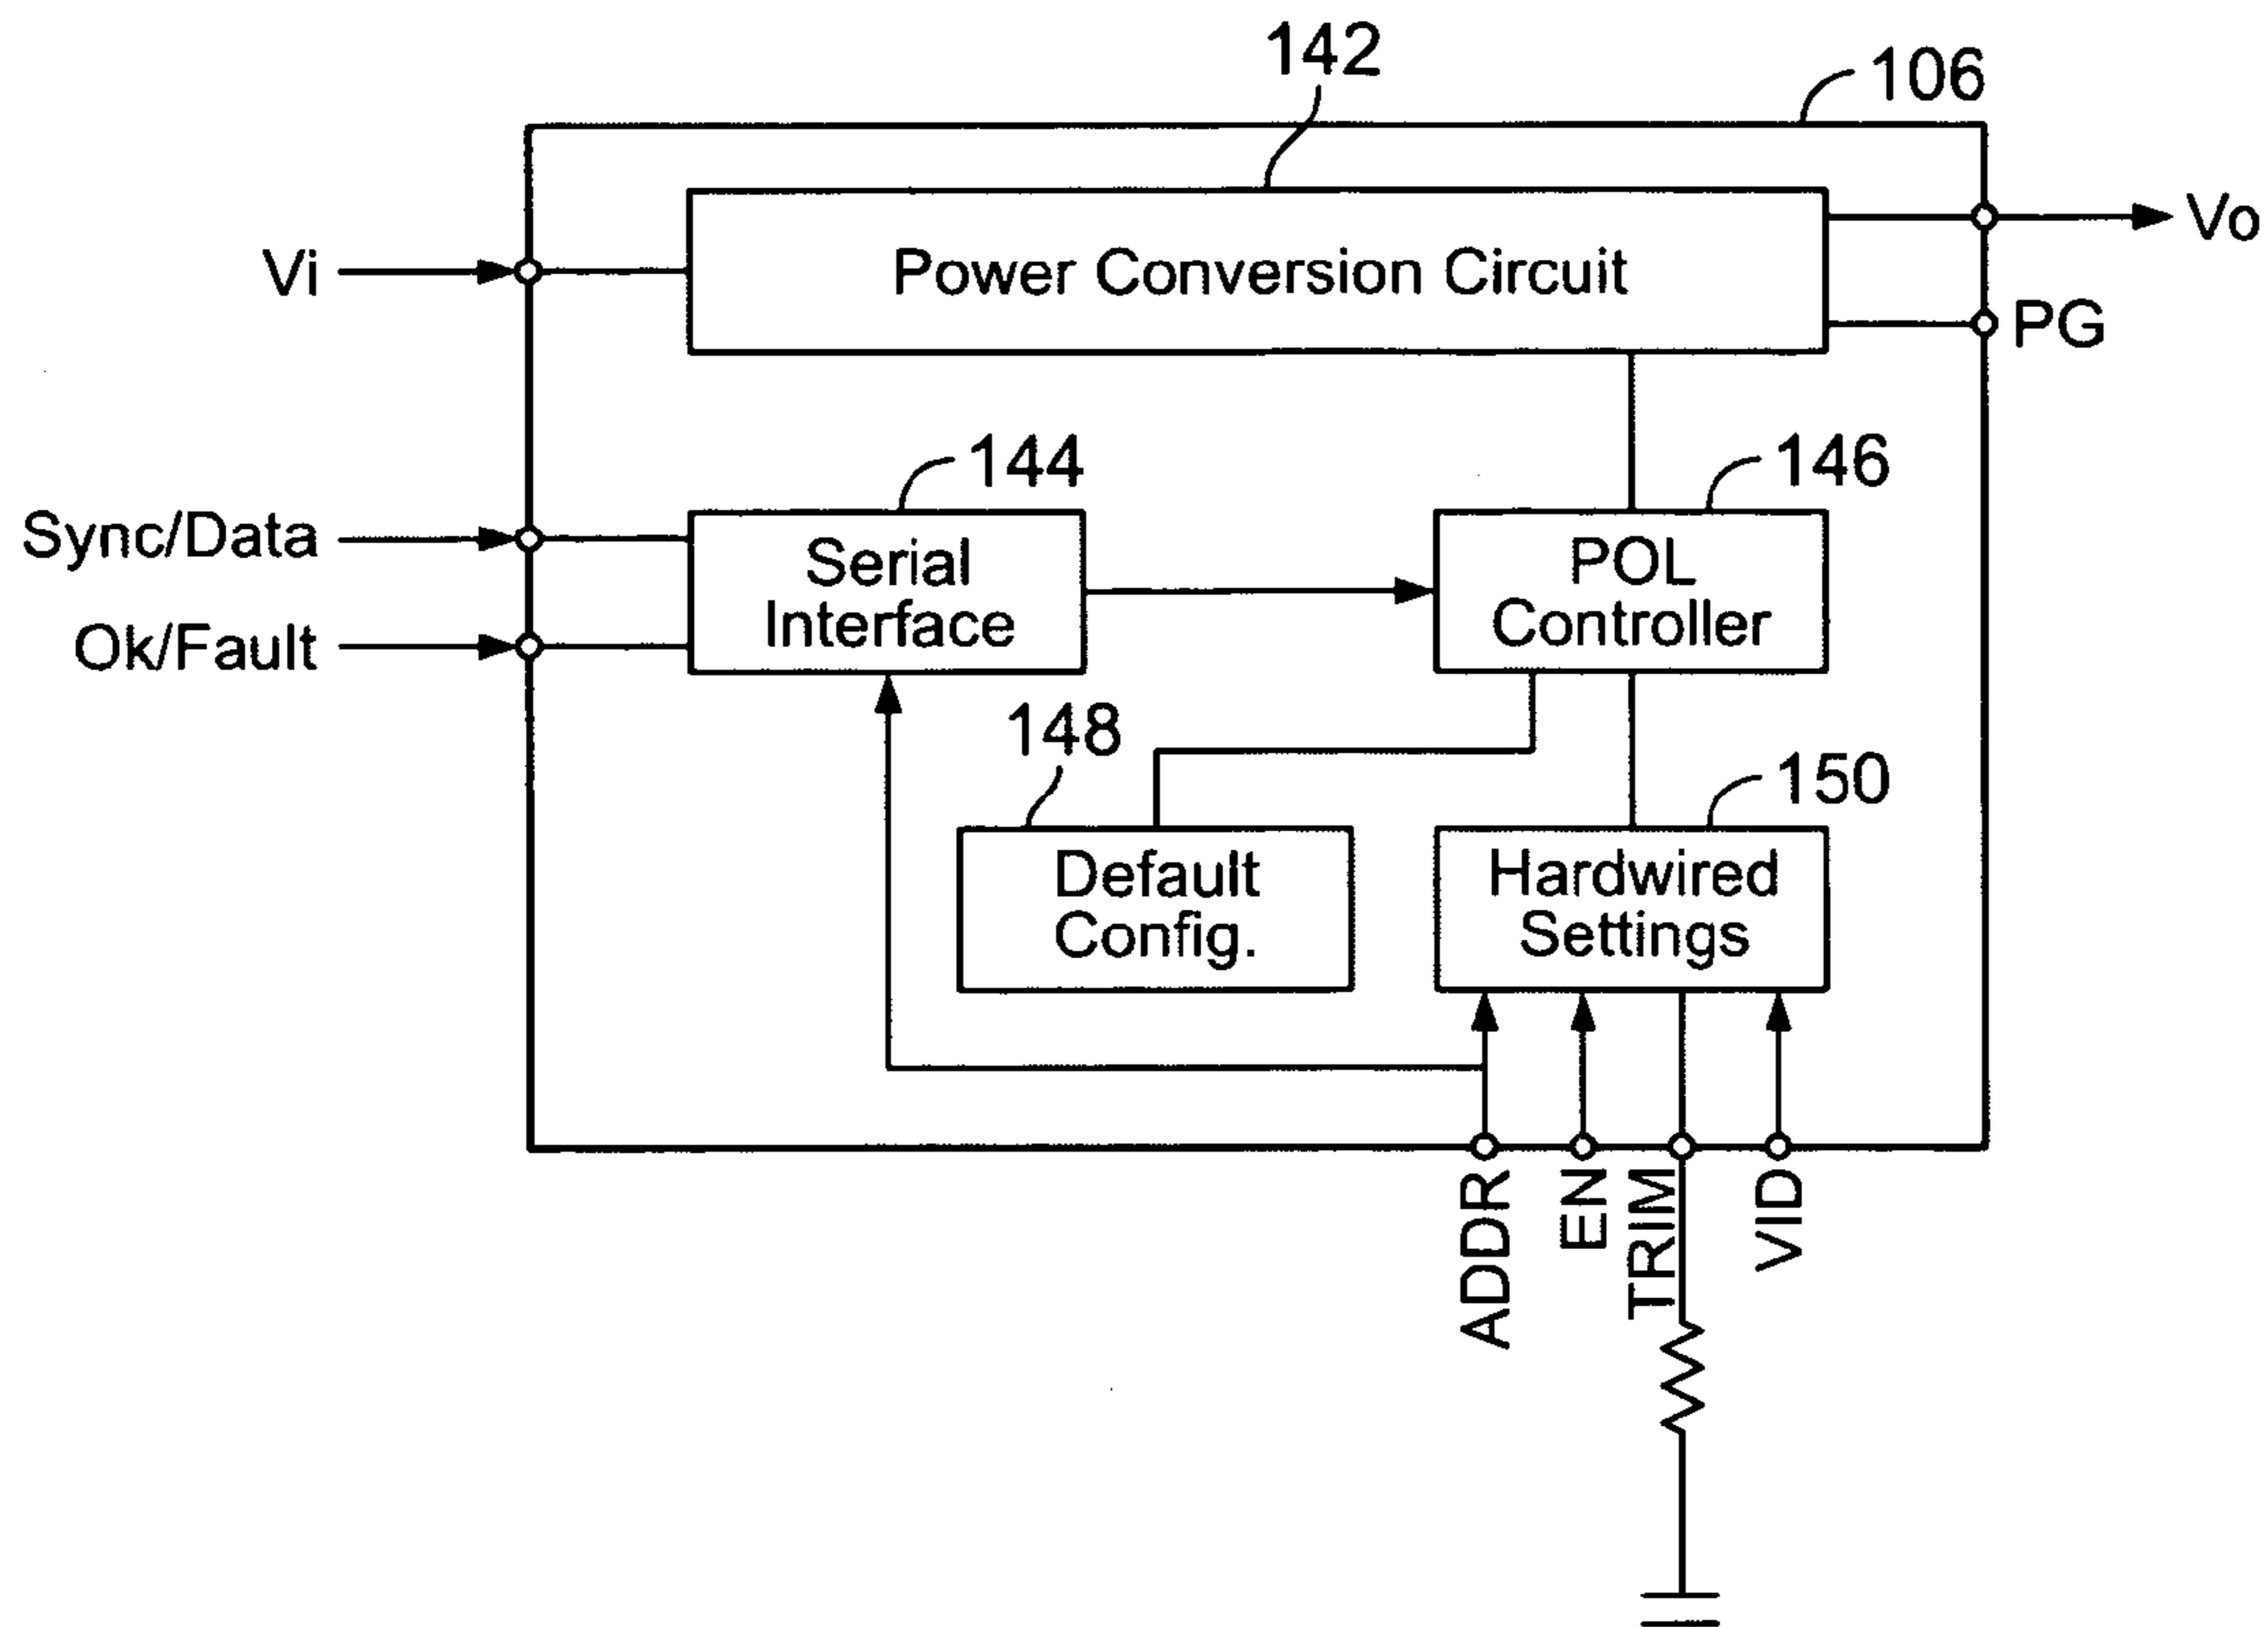 142
106
Vi
Power Conversion Circuit
Vo
PG
144
146
Sync/Data
Ok/Fault
Serial
Interface
POL
Controller
148
150
Default
Config.
Hardwired
Settings
ADDR
EN
TRIM
VID